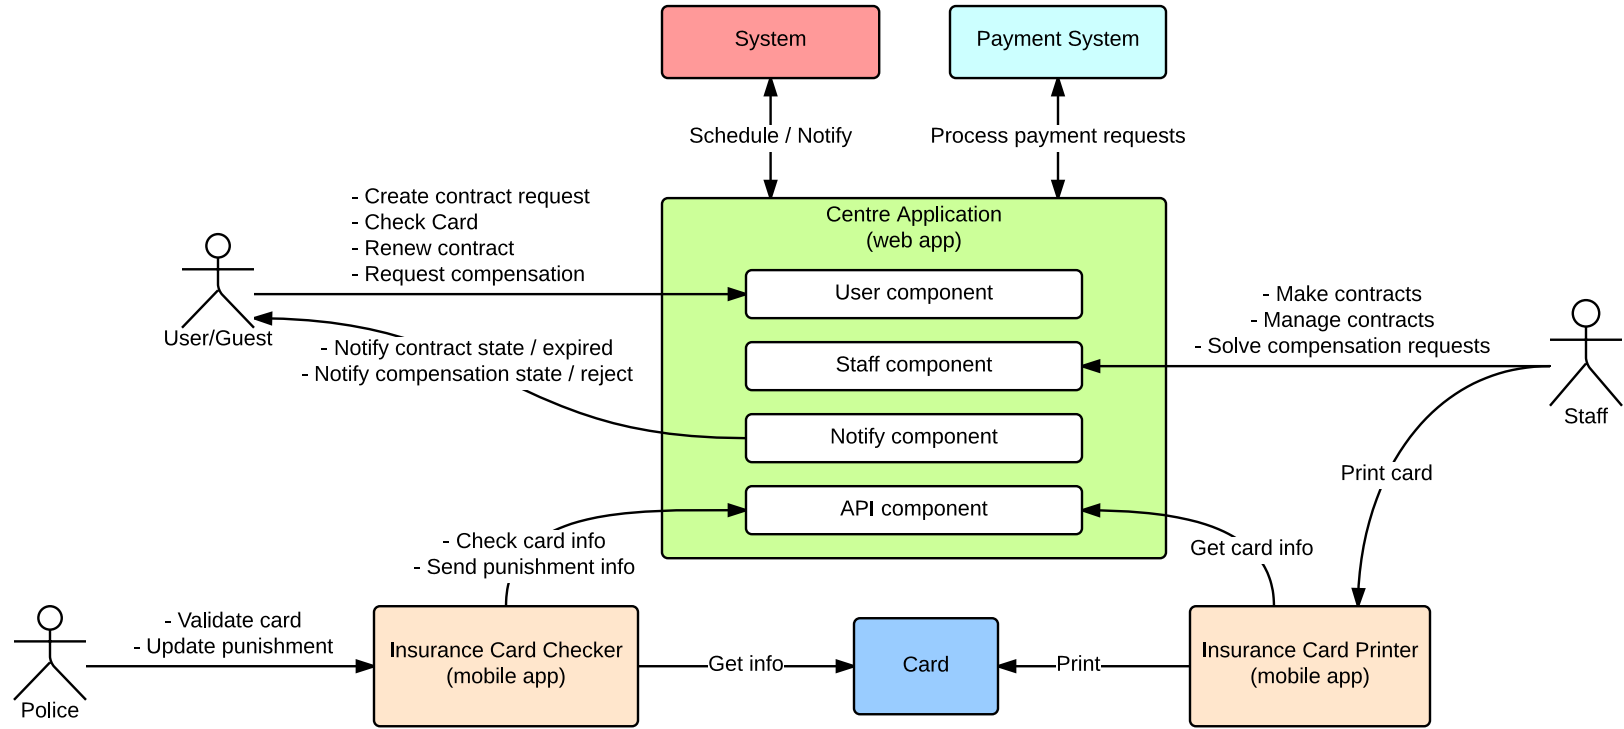 System
Payment System
Schedule / Notify
Process payment requests
- Create contract request
- Check Card
- Renew contract
- Request compensation
Centre Application
(web app)
User component
- Make contracts
- Manage contracts
- Solve compensation requests
User/Guest
- Notify contract state / expired
- Notify compensation state / reject
Staff component
Staff
Notify component
Print card
API component
- Check card info
- Send punishment info
Get card info
- Validate card
- Update punishment
Insurance Card Checker
(mobile app)
Get info
Card
Print
Insurance Card Printer
(mobile app)
Police